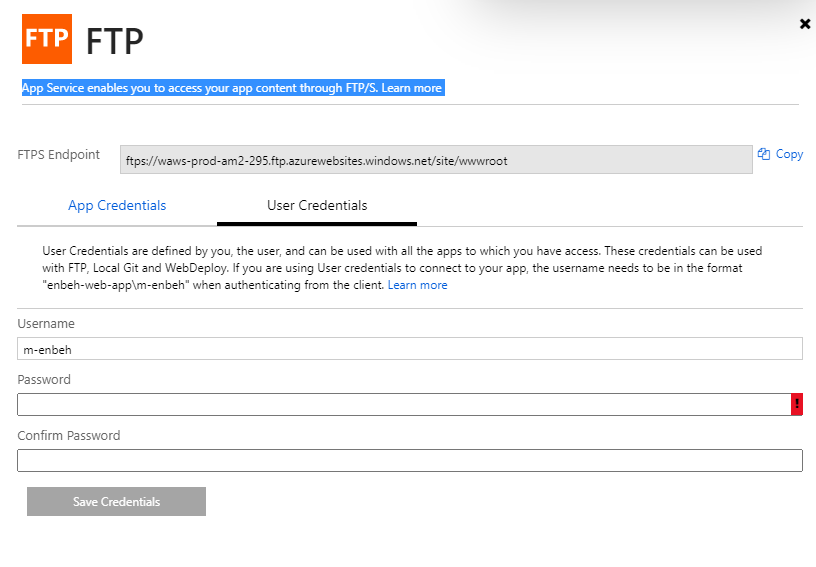 FTP FTP
App Service enables you to access your app content through FTP/S. Learn more
FTPS Endpoint ftps://waws-prod-am2-295.ftp.azurewebsites.windows.net/site/wwwroot Copy
App Credentials User Credentials
User Credentials are defined by you, the user, and can be used with all the apps to which you have access. These credentials can be used
with FTP, Local Git and WebDeploy. If you are using User credentials to connect to your app, the username needs to be in the format
"enbeh-web-app\m-enbeh" when authenticating from the client. Learn more
Username
m-enbeh
Password
!
Confirm Password
Save Credentials